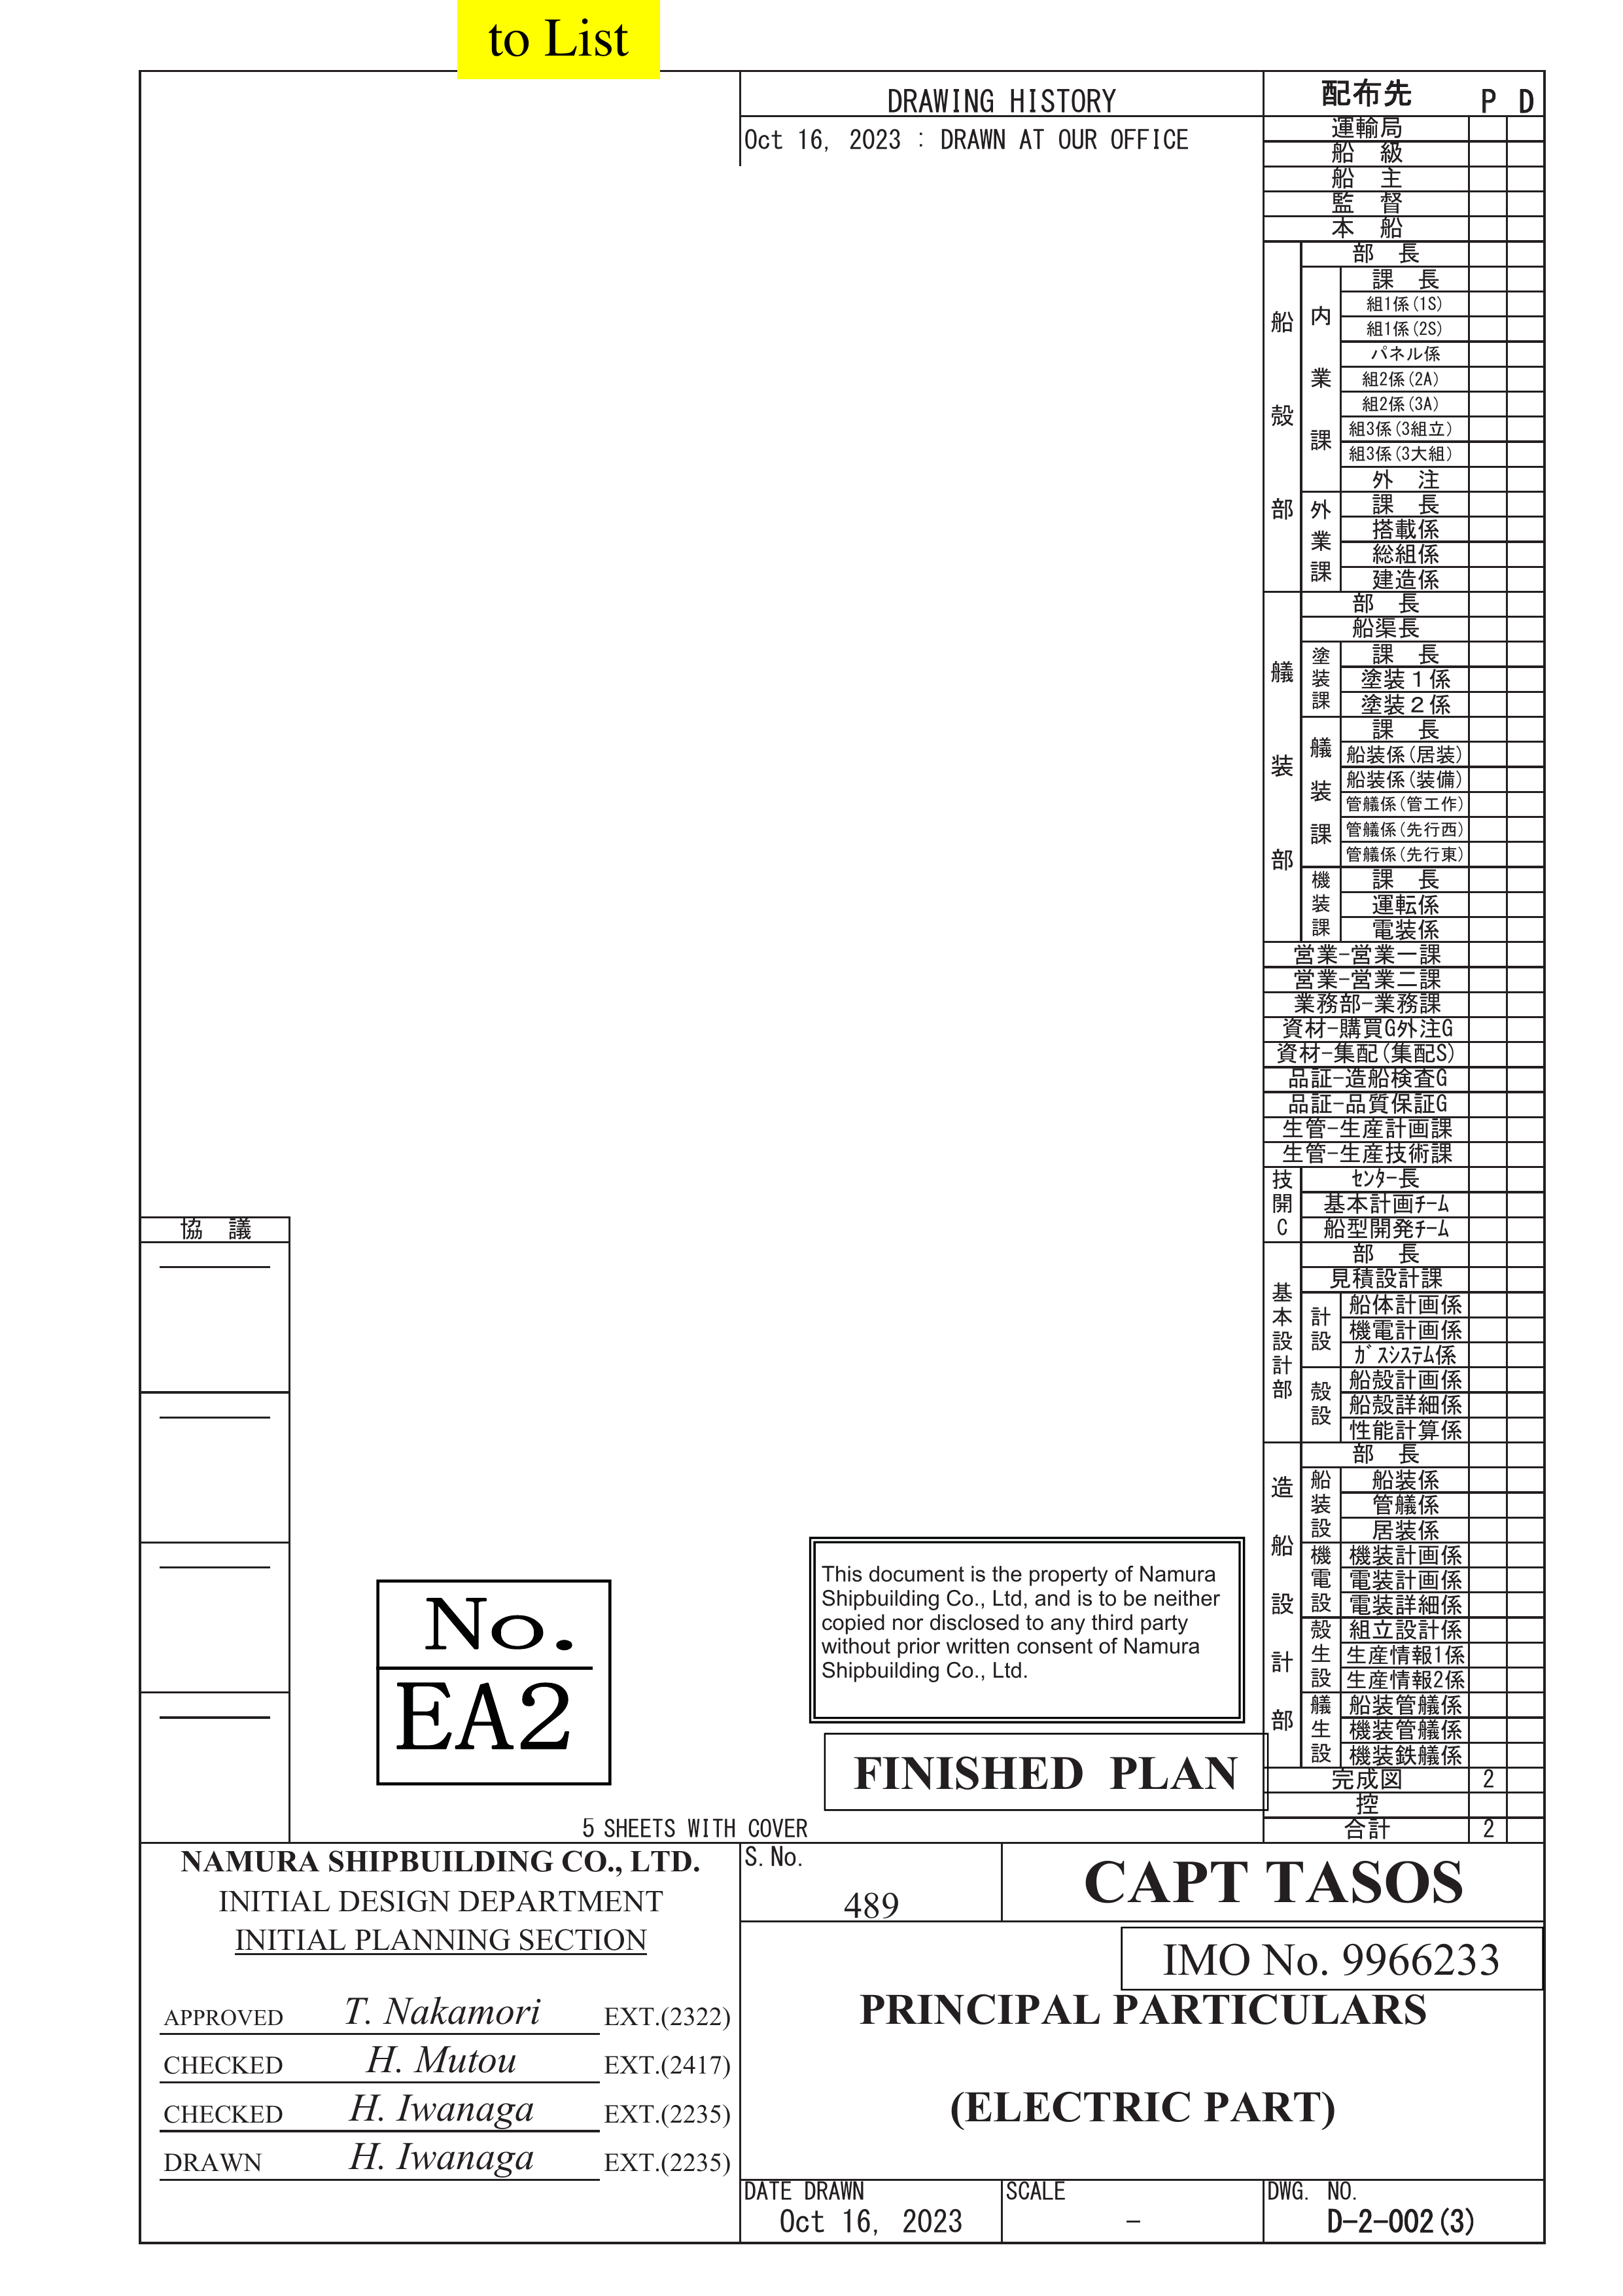 to List
DRAWING HISTORY
Oct 16, 2023 : DRAWN AT OUR OFFICE
配布先 P D
運輸局
船 級
船 主
監 督
本 船
船殻部
部 長
内業課
課 長
組1係(1S)
組1係(2S)
パネル係
組2係(2A)
組2係(3A)
組3係(3組立)
組3係(3大組)
外 注
外業課
課 長
搭載係
総組係
建造係
艤装部
部 長
船渠長
塗装課
課 長
塗装1係
塗装2係
艤装課
課 長
船装係(居装)
船装係(装備)
管艤係(管工作)
管艤係(先行西)
管艤係(先行東)
機装課
課 長
運転係
電装係
営業-営業一課
営業-営業二課
業務部-業務課
資材-購買G外注G
資材-集配(集配S)
品証-造船検査G
品証-品質保証G
生管-生産計画課
生管-生産技術課
技開C
ｾﾝﾀｰ長
基本計画ﾁｰﾑ
船型開発ﾁｰﾑ
基本設計部
部 長
見積設計課
計設
船体計画係
機電計画係
ｶﾞｽｼｽﾃﾑ係
殻設
船殻計画係
船殻詳細係
性能計算係
造船設計部
部 長
船装設
船装係
管艤係
居装係
機電設
機装計画係
電装計画係
電装詳細係
殻生設
組立設計係
生産情報1係
生産情報2係
艤生設
船装管艤係
機装管艤係
機装鉄艤係
完成図 2
控
合計 2
協 議
No.
EA2
This document is the property of Namura
Shipbuilding Co., Ltd, and is to be neither
copied nor disclosed to any third party
without prior written consent of Namura
Shipbuilding Co., Ltd.
FINISHED PLAN
5 SHEETS WITH COVER
NAMURA SHIPBUILDING CO., LTD.
INITIAL DESIGN DEPARTMENT
INITIAL PLANNING SECTION
APPROVED T. Nakamori EXT.(2322)
CHECKED H. Mutou EXT.(2417)
CHECKED H. Iwanaga EXT.(2235)
DRAWN H. Iwanaga EXT.(2235)
S. No.
489
CAPT TASOS
IMO No. 9966233
PRINCIPAL PARTICULARS
(ELECTRIC PART)
DATE DRAWN
Oct 16, 2023
SCALE
-
DWG. NO.
D-2-002(3)